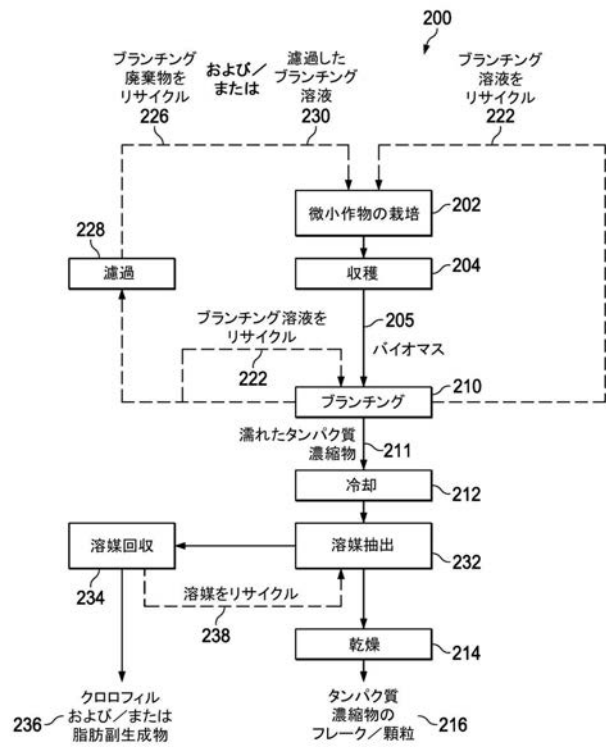 200
ブランチング
廃棄物を
リサイクル
226
および／
または
濾過した
ブランチング
溶液
230
ブランチング
溶液を
リサイクル
222
微小作物の栽培
202
228
濾過
収穫
204
205
バイオマス
ブランチング溶液を
リサイクル
222
ブランチング
210
濡れたタンパク質
濃縮物
211
冷却
212
溶媒回収
234
溶媒抽出
232
溶媒をリサイクル
238
乾燥
214
236
クロロフィル
および／または
脂肪副生成物
タンパク質
濃縮物の
フレーク／顆粒
216